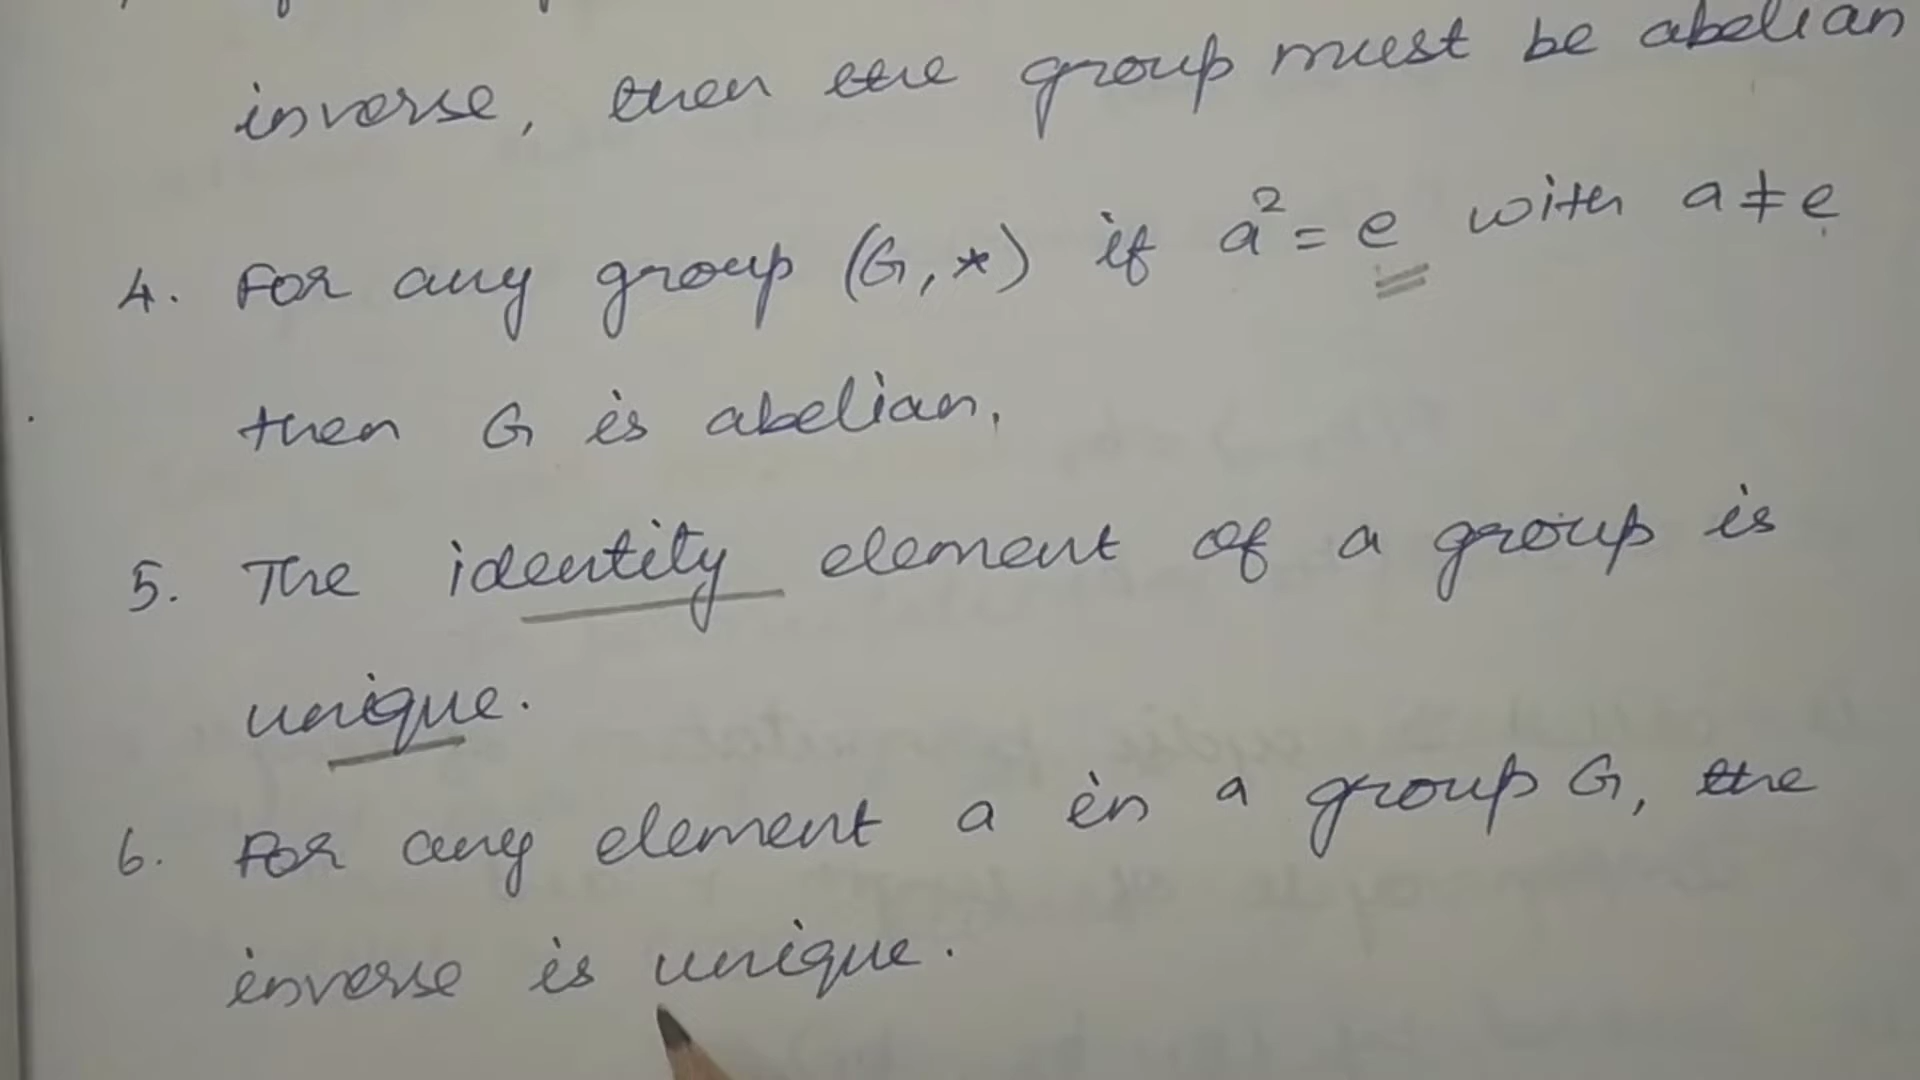 inverse, then the group must be abelian
4. For any group (G, *) if a² = e with a ≠ e
then G is abelian.
5. The identity element of a group is
unique.
6. For any element a in a group G, the
inverse is unique.